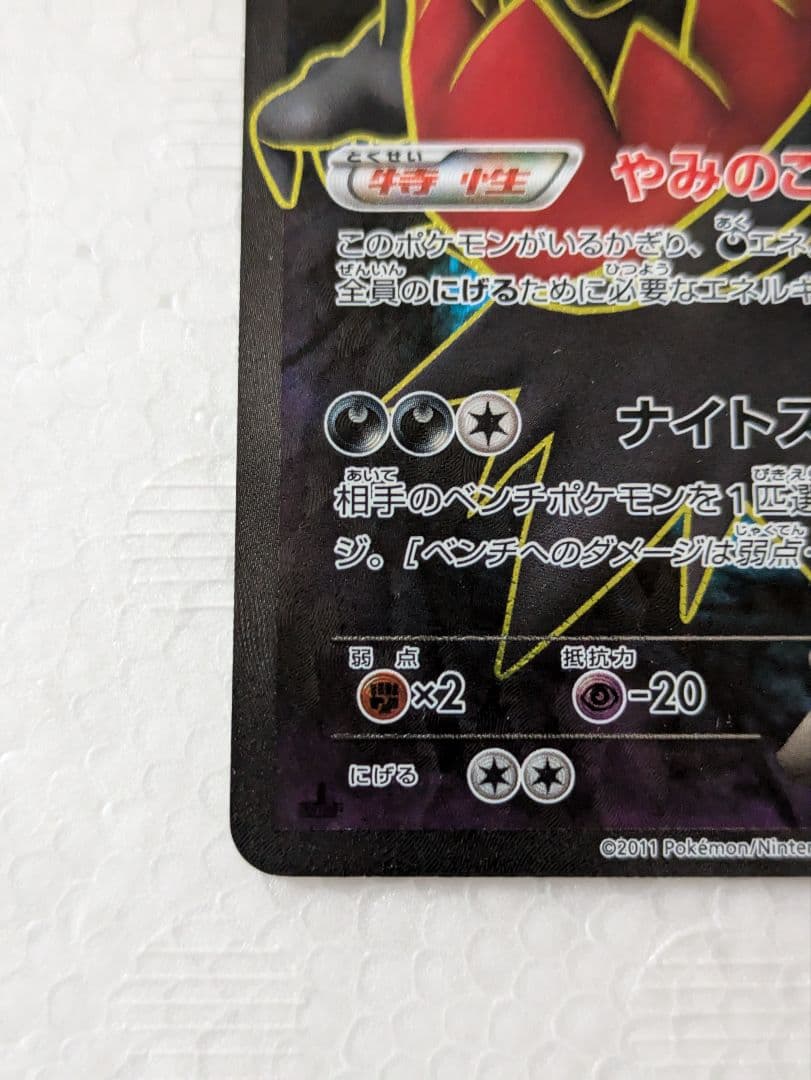 とくせい
特性 やみのこ
あく
このポケモンがいるかぎり、エネ
ぜんいん ひつよう
全員のにげるために必要なエネルギ
ナイトス
あいて ひきえ
相手のベンチポケモンを1匹選
じゃくてん
ジ。[ベンチへのダメージは弱点
弱点 抵抗力
×2 -20
にげる
©2011 Pokémon/Ninten